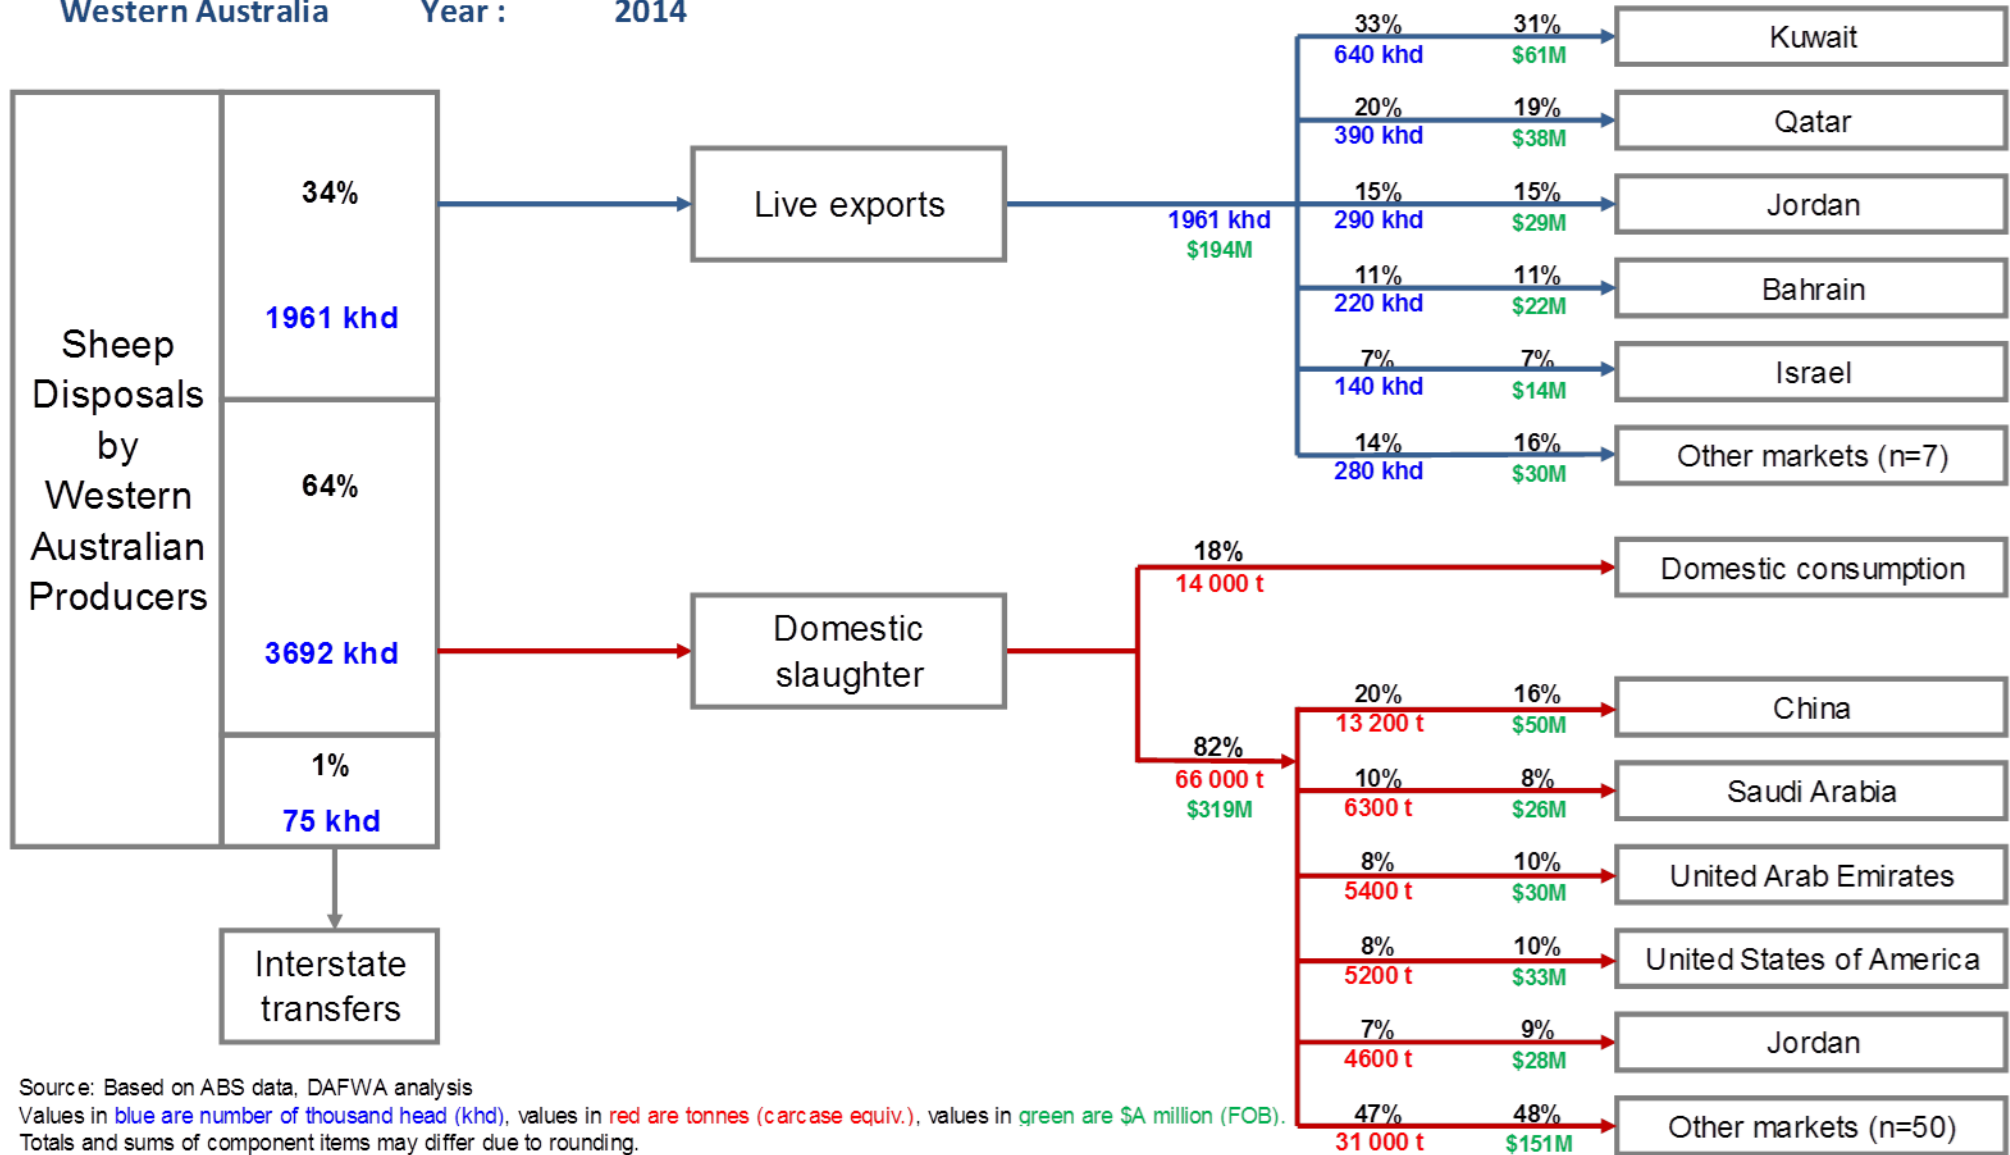 Western Australia Year : 2014
Sheep
Disposals
by
Western
Australian
Producers
34%
1961 khd
64%
3692 khd
1%
75 khd
Interstate
transfers
Live exports
1961 khd
$194M
33% 31%
640 khd $61M
Kuwait
20% 19%
390 khd $38M
Qatar
15% 15%
290 khd $29M
Jordan
11% 11%
220 khd $22M
Bahrain
7% 7%
140 khd $14M
Israel
14% 16%
280 khd $30M
Other markets (n=7)
Domestic
slaughter
18%
14 000 t
Domestic consumption
82%
66 000 t
$319M
20% 16%
13 200 t $50M
China
10% 8%
6300 t $26M
Saudi Arabia
8% 10%
5400 t $30M
United Arab Emirates
8% 10%
5200 t $33M
United States of America
7% 9%
4600 t $28M
Jordan
47% 48%
31 000 t $151M
Other markets (n=50)
Source: Based on ABS data, DAFWA analysis
Values in blue are number of thousand head (khd), values in red are tonnes (carcase equiv.), values in green are $A million (FOB).
Totals and sums of component items may differ due to rounding.